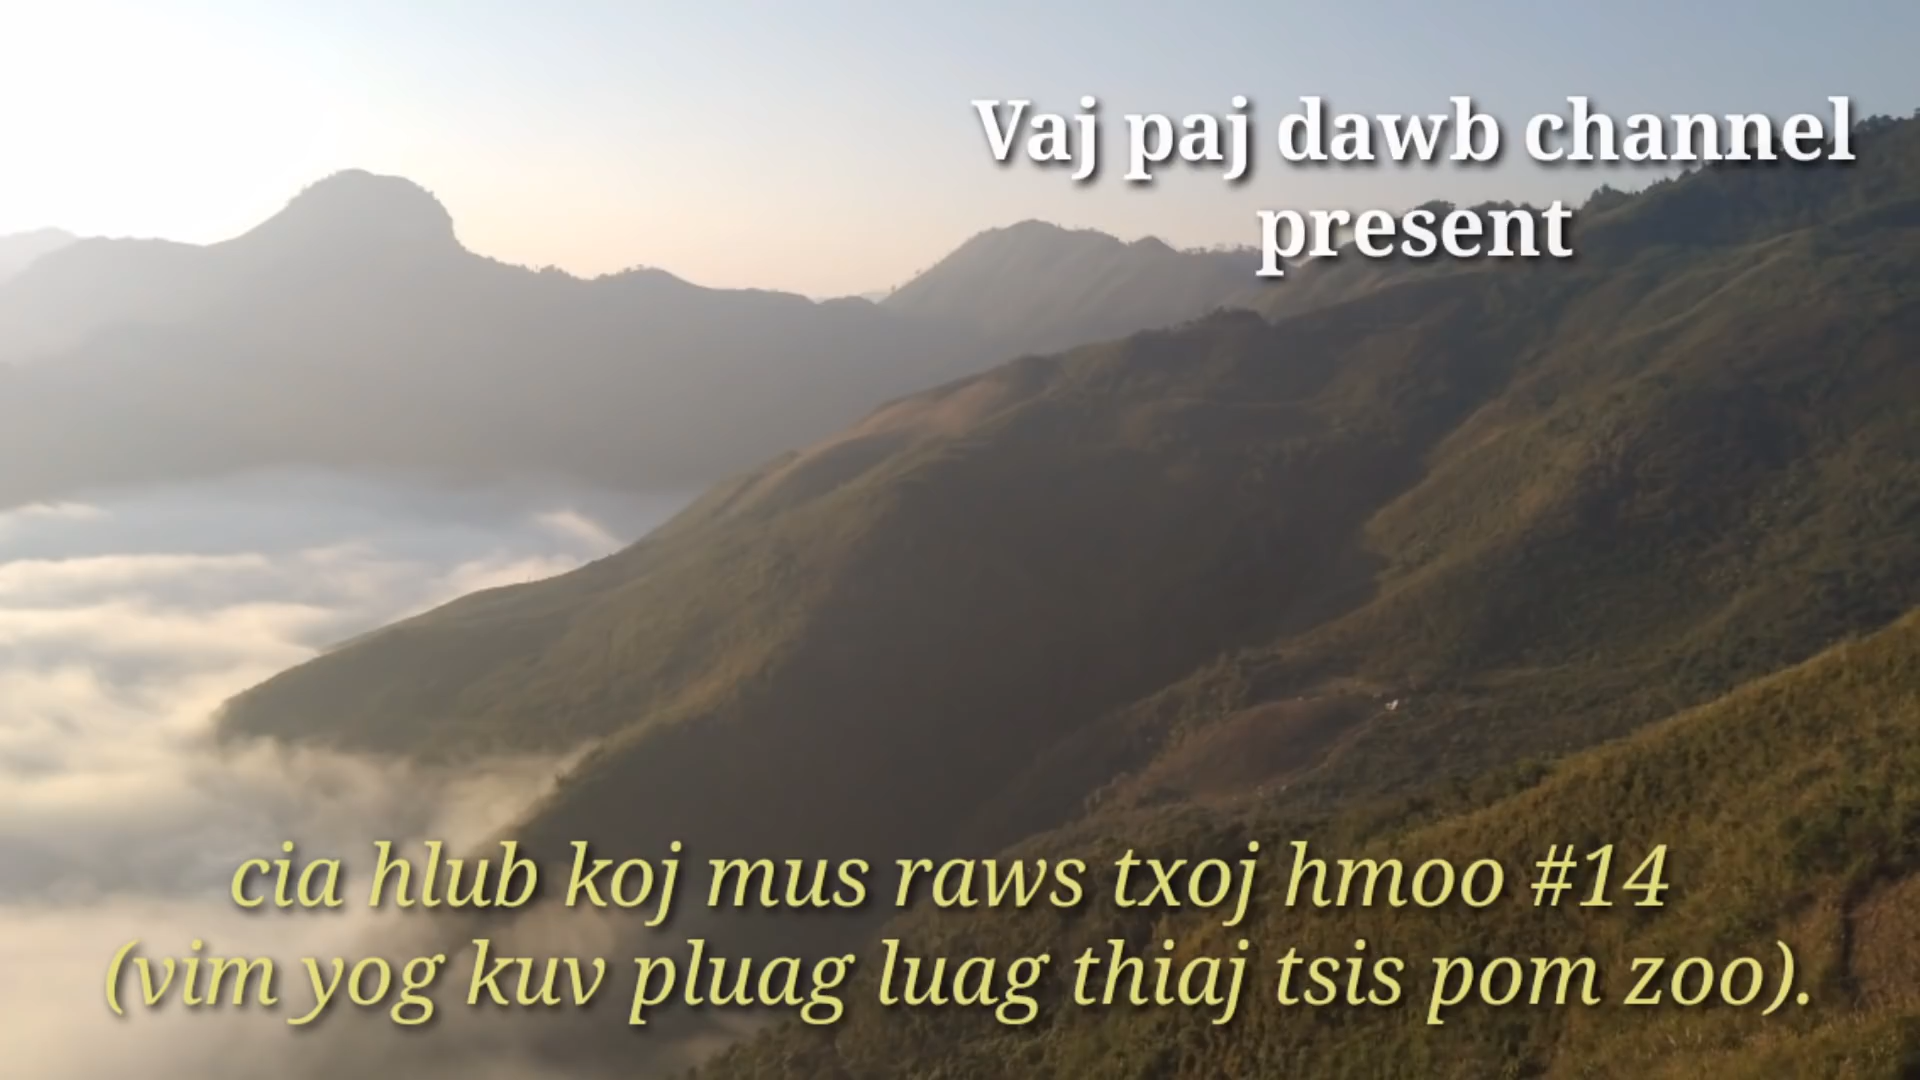 Vaj paj dawb channel
present
cia hlub koj mus raws txoj hmoo #14
(vim yog kuv pluag luag thiaj tsis pom zoo).